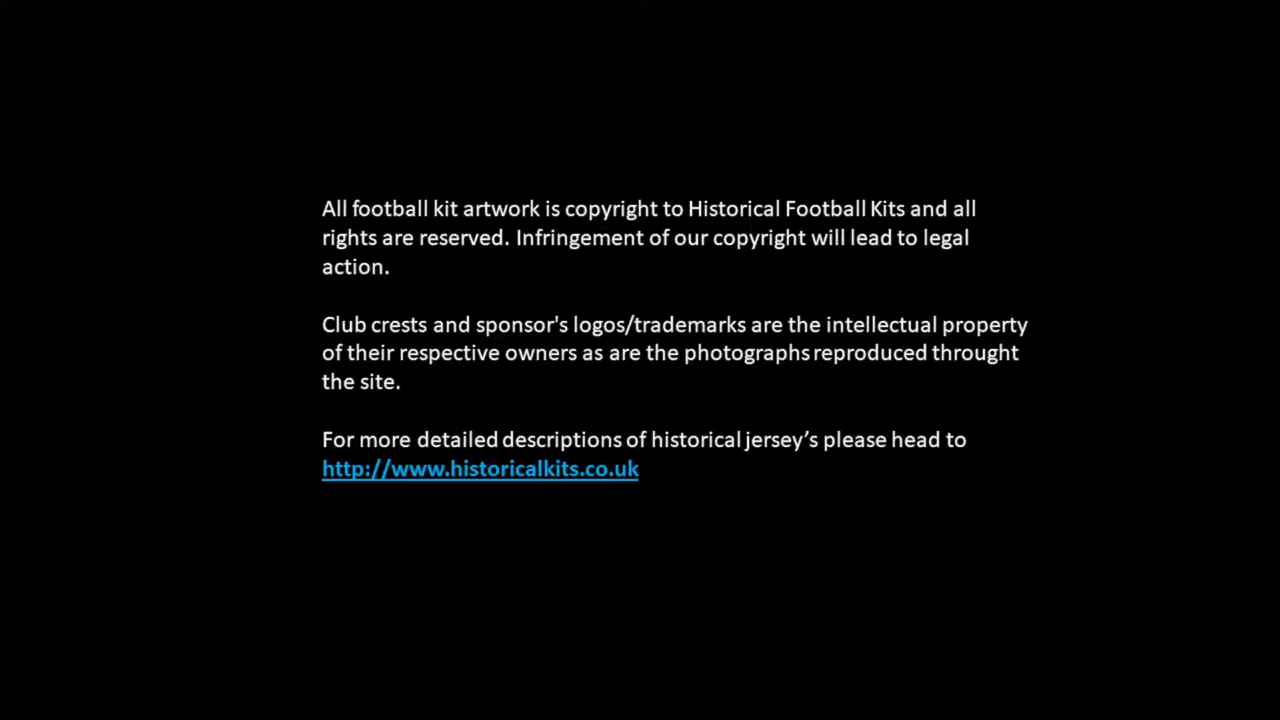 All football kit artwork is copyright to Historical Football Kits and all
rights are reserved. Infringement of our copyright will lead to legal
action.
Club crests and sponsor's logos/trademarks are the intellectual property
of their respective owners as are the photographs reproduced throught
the site.
For more detailed descriptions of historical jersey’s please head to
http://www.historicalkits.co.uk